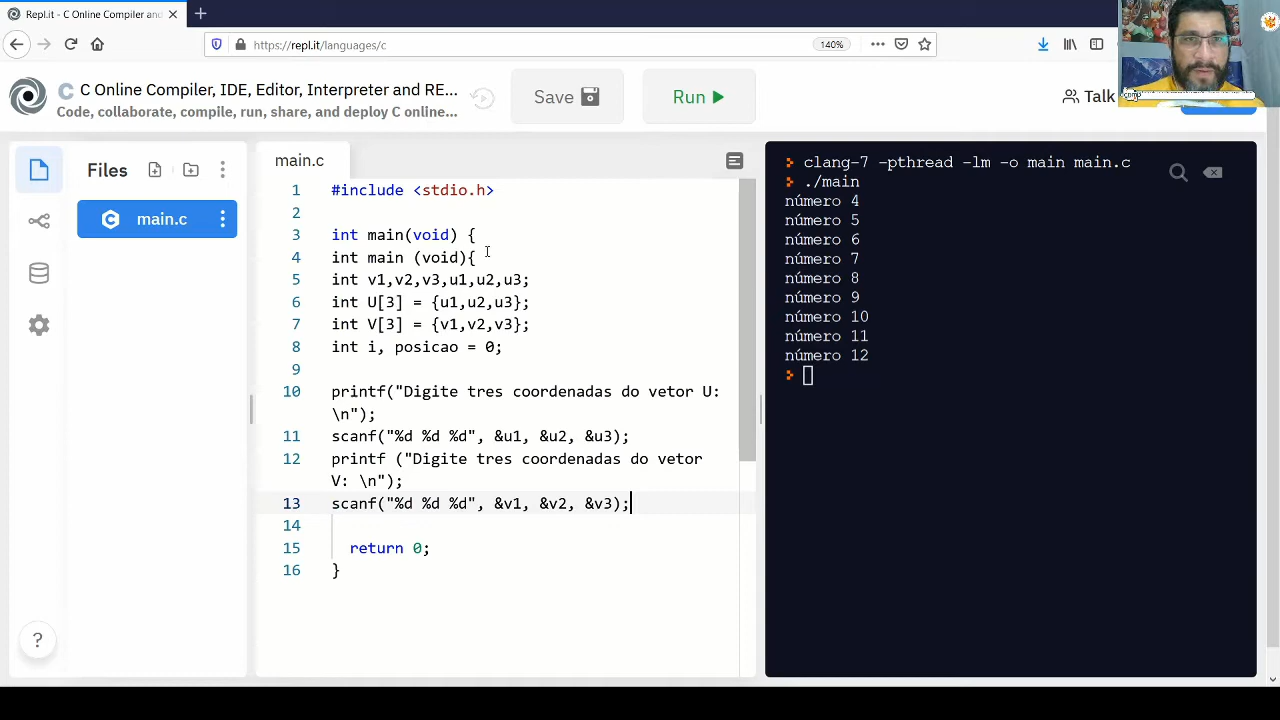 Repl.it - C Online Compiler and
https://repl.it/languages/c
140%
C Online Compiler, IDE, Editor, Interpreter and RE...
Code, collaborate, compile, run, share, and deploy C online...
Save
Run
Talk
Files
main.c
main.c
1 #include <stdio.h>
2
3 int main(void) {
4 int main (void){
5 int v1,v2,v3,u1,u2,u3;
6 int U[3] = {u1,u2,u3};
7 int V[3] = {v1,v2,v3};
8 int i, posicao = 0;
9
10 printf("Digite tres coordenadas do vetor U:
\n");
11 scanf("%d %d %d", &u1, &u2, &u3);
12 printf ("Digite tres coordenadas do vetor
V: \n");
13 scanf("%d %d %d", &v1, &v2, &v3);
14
15 return 0;
16 }
?
> clang-7 -pthread -lm -o main main.c
> ./main
número 4
número 5
número 6
número 7
número 8
número 9
número 10
número 11
número 12
>